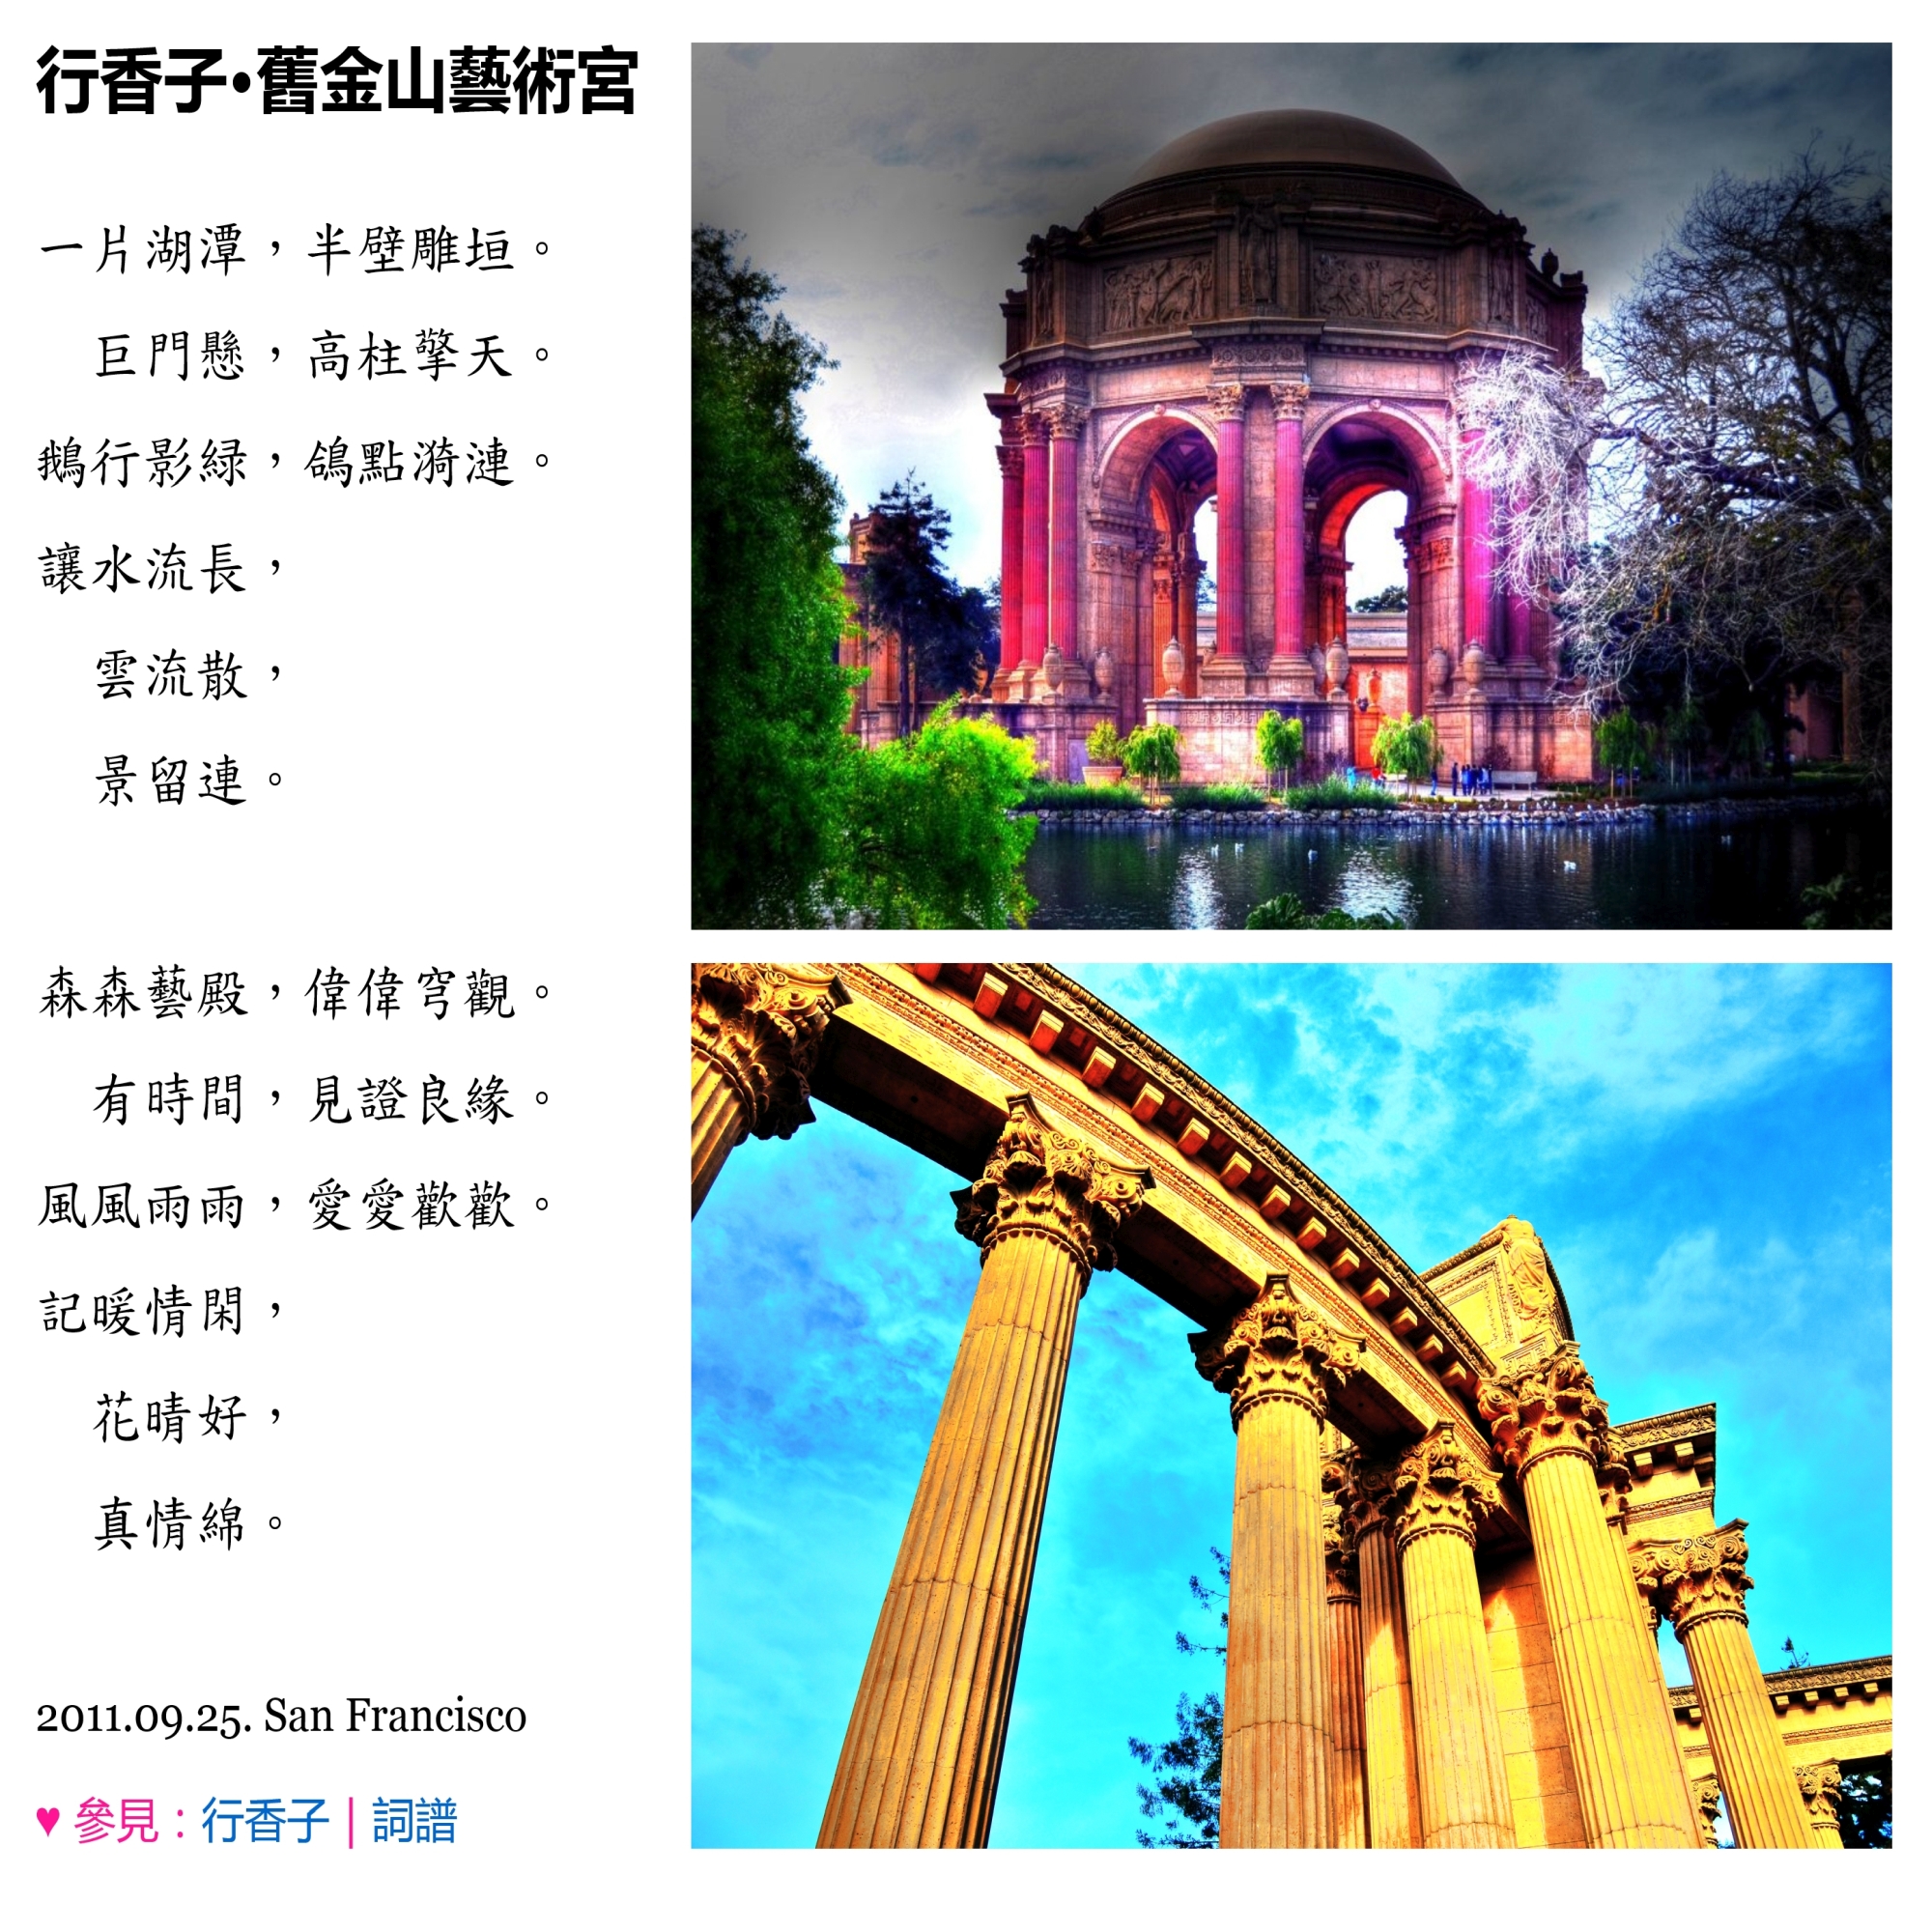 行香子•舊金山藝術宮
一片湖潭，半壁雕垣。
巨門懸，高柱擎天。
鵝行影緑，鴿點漪漣。
讓水流長，
雲流散，
景留連。
森森藝殿，偉偉穹觀。
有時間，見證良緣。
風風雨雨，愛愛歡歡。
記暖情閑，
花晴好，
真情綿。
2011.09.25. San Francisco
♥ 參見：行香子 | 詞譜